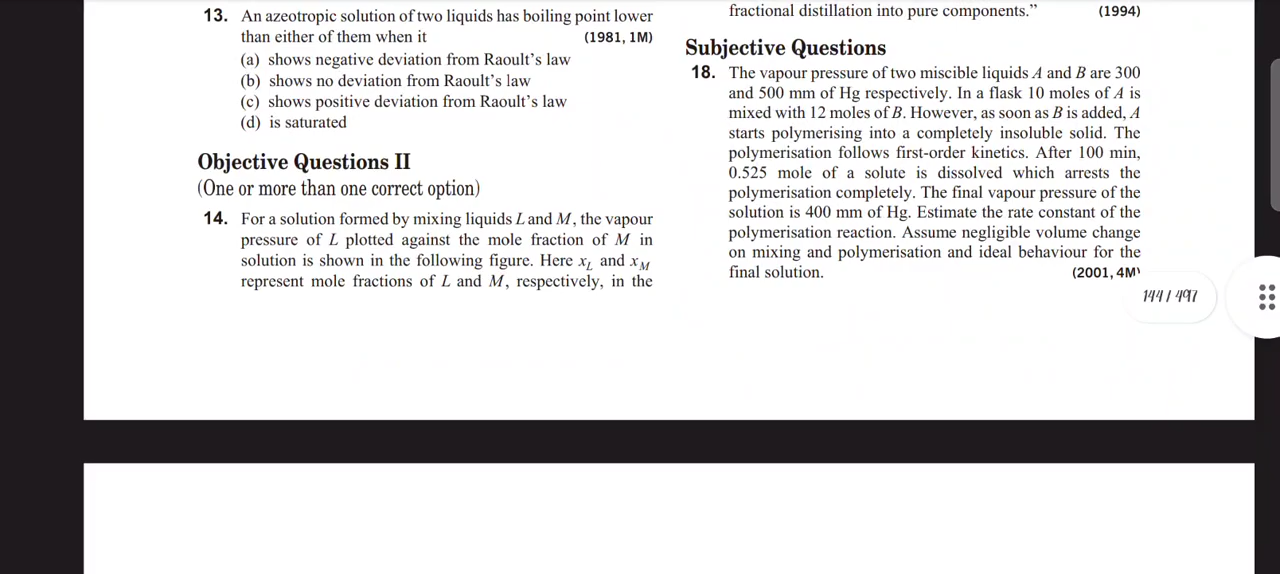 13. An azeotropic solution of two liquids has boiling point lower
than either of them when it (1981, 1M)
(a) shows negative deviation from Raoult's law
(b) shows no deviation from Raoult's law
(c) shows positive deviation from Raoult's law
(d) is saturated
Objective Questions II
(One or more than one correct option)
14. For a solution formed by mixing liquids L and M, the vapour
pressure of L plotted against the mole fraction of M in
solution is shown in the following figure. Here x_L and x_M
represent mole fractions of L and M, respectively, in the
fractional distillation into pure components.” (1994)
Subjective Questions
18. The vapour pressure of two miscible liquids A and B are 300
and 500 mm of Hg respectively. In a flask 10 moles of A is
mixed with 12 moles of B. However, as soon as B is added, A
starts polymerising into a completely insoluble solid. The
polymerisation follows first-order kinetics. After 100 min,
0.525 mole of a solute is dissolved which arrests the
polymerisation completely. The final vapour pressure of the
solution is 400 mm of Hg. Estimate the rate constant of the
polymerisation reaction. Assume negligible volume change
on mixing and polymerisation and ideal behaviour for the
final solution. (2001, 4M)
144 / 497